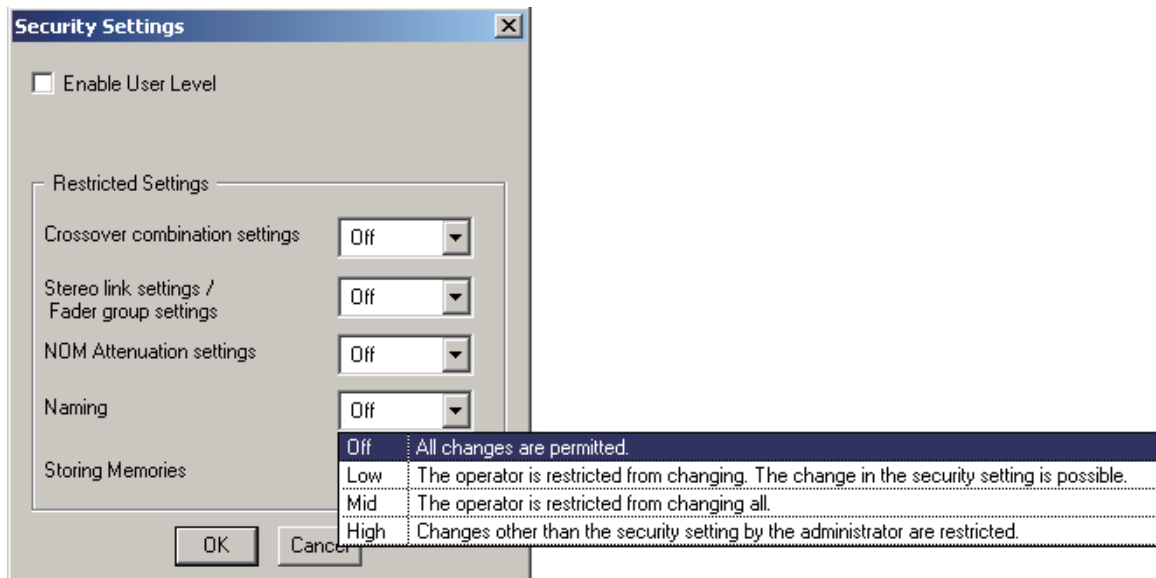 Security Settings
Enable User Level
Restricted Settings
Crossover combination settings Off
Stereo link settings /
Fader group settings Off
NOM Attenuation settings Off
Naming Off
Off All changes are permitted.
Storing Memories
Low The operator is restricted from changing. The change in the security setting is possible.
Mid The operator is restricted from changing all.
High Changes other than the security setting by the administrator are restricted.
OK Cancel